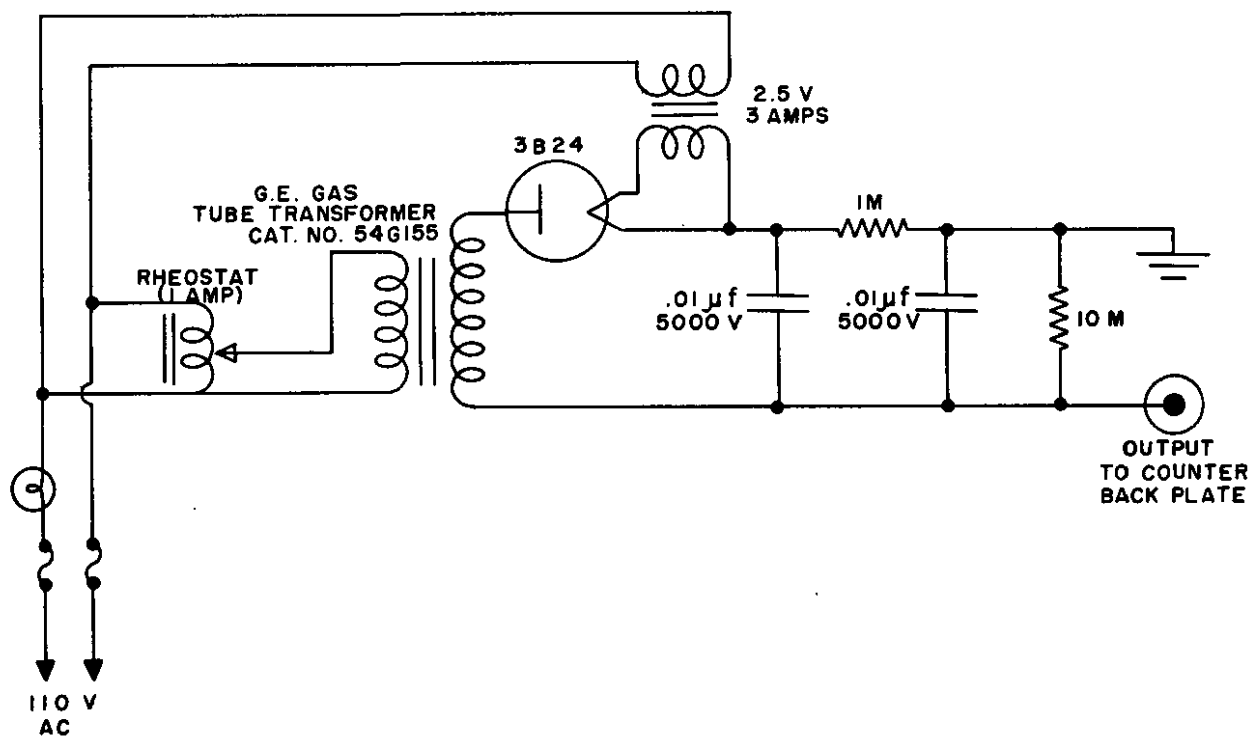 2.5 V
3 AMPS
3B24
G.E. GAS
TUBE TRANSFORMER
CAT. NO. 54G155
1M
RHEOSTAT
(1 AMP)
.01 µf
5000 V
.01 µf
5000 V
10 M
OUTPUT
TO COUNTER
BACK PLATE
110 V
AC